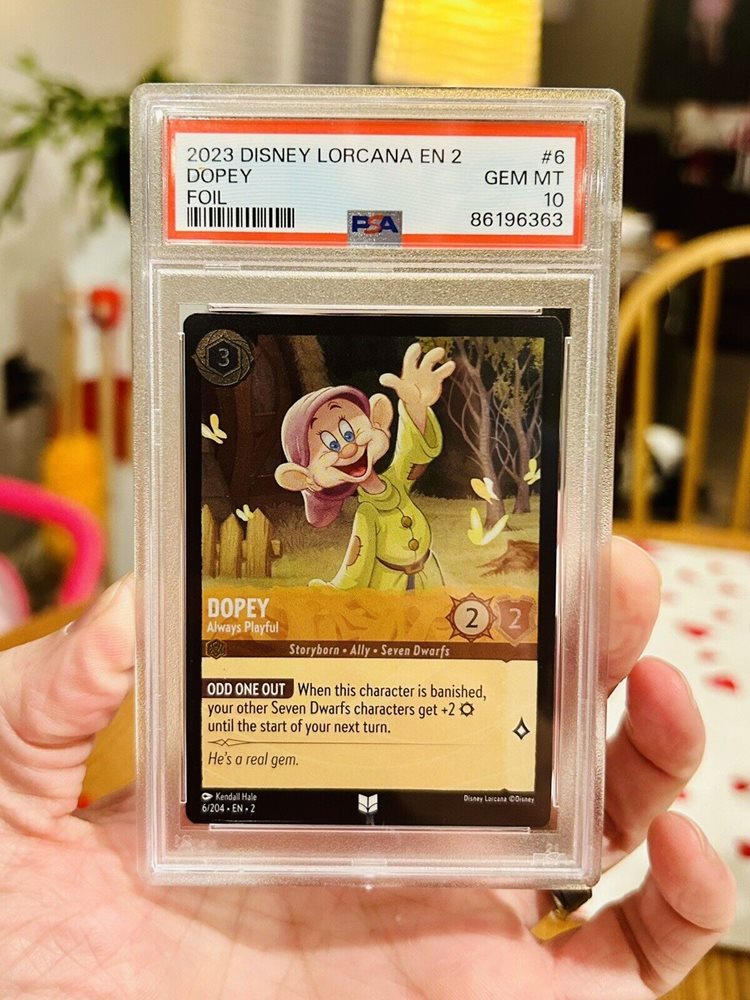 2023 DISNEY LORCANA EN 2 #6
DOPEY GEM MT
FOIL 10
PSA 86196363
3
DOPEY
Always Playful
2 2
Storyborn • Ally • Seven Dwarfs
ODD ONE OUT When this character is banished,
your other Seven Dwarfs characters get +2
until the start of your next turn.
He's a real gem.
Kendall Hale
6/204 • EN • 2
Disney Lorcana ©Disney